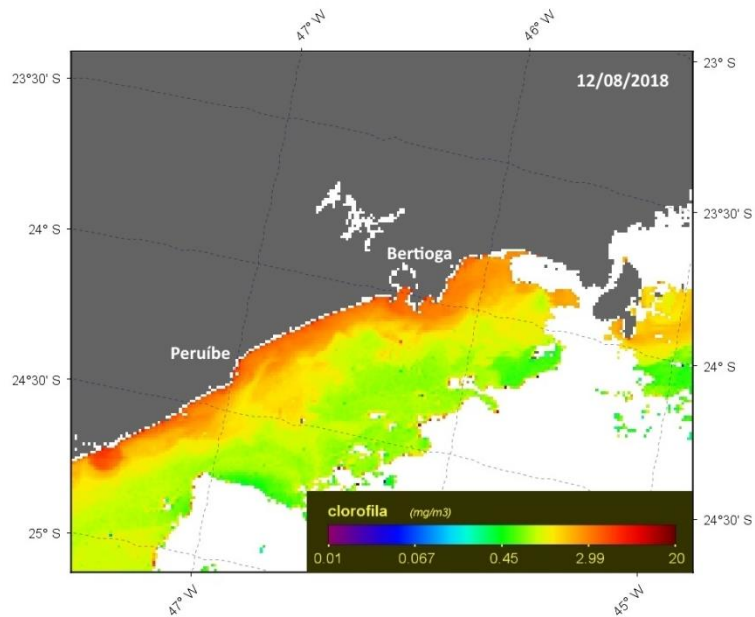 47° W
46° W
23°30' S
23° S
12/08/2018
24° S
23°30' S
Bertioga
Peruíbe
24° S
24°30' S
clorofila (mg/m3)
25° S
24°30' S
0.01 0.067 0.45 2.99 20
47° W
45° W